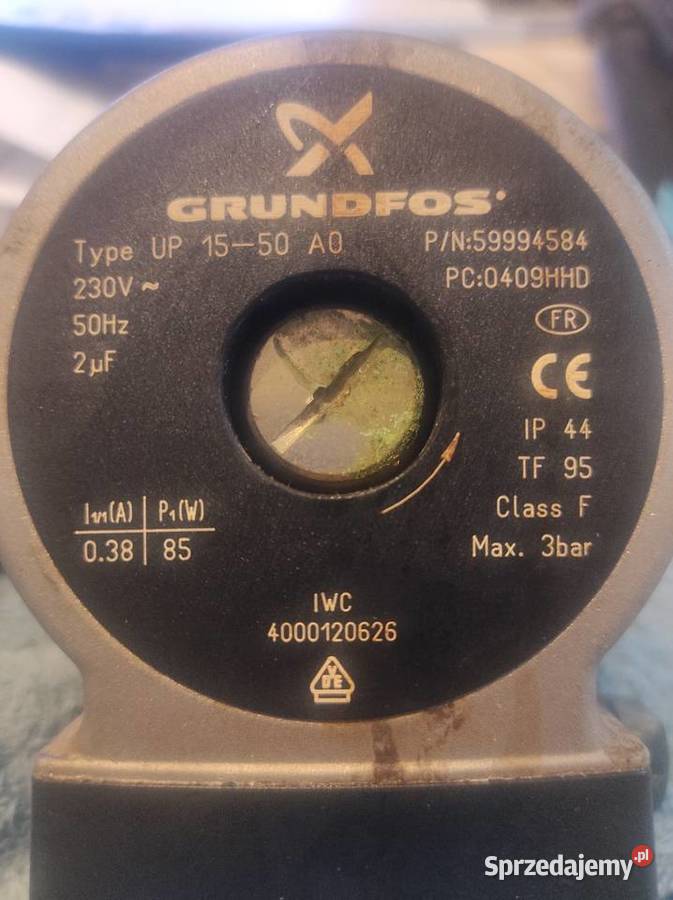 GRUNDFOS
Type UP 15-50 AO
P/N:59994584
230V ~
PC:0409HHD
50Hz
FR
2µF
CE
IP 44
TF 95
Class F
Max. 3bar
I1/1(A) P1(W)
0.38 85
IWC
4000120626
VDE
Sprzedajemy.pl